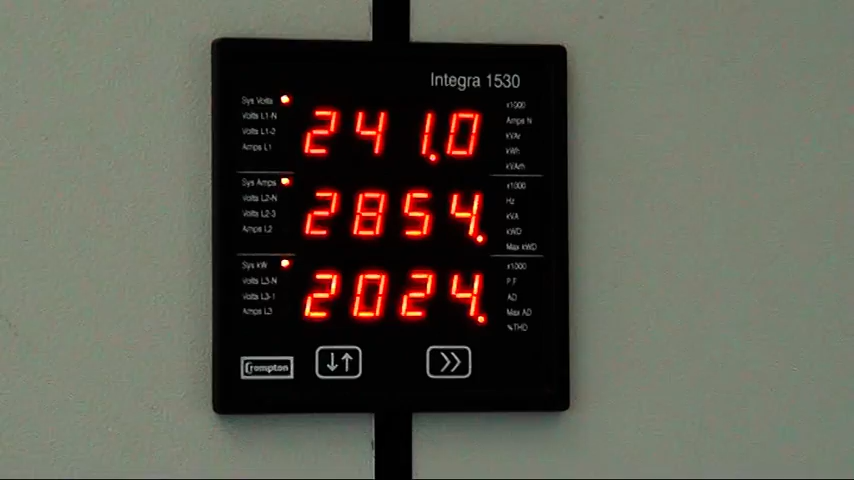 Integra 1530
Sys Volts
Volts L1-N
Volts L1-2
Amps L1
241.0
x1000
Amps N
kVAr
kWh
kVArh
Sys Amps
Volts L2-N
Volts L2-3
Amps L2
2854.
x1000
Hz
kVA
kWD
Max kWD
Sys kW
Volts L3-N
Volts L3-1
Amps L3
2024.
x1000
P.F
AD
Max AD
%THD
Crompton